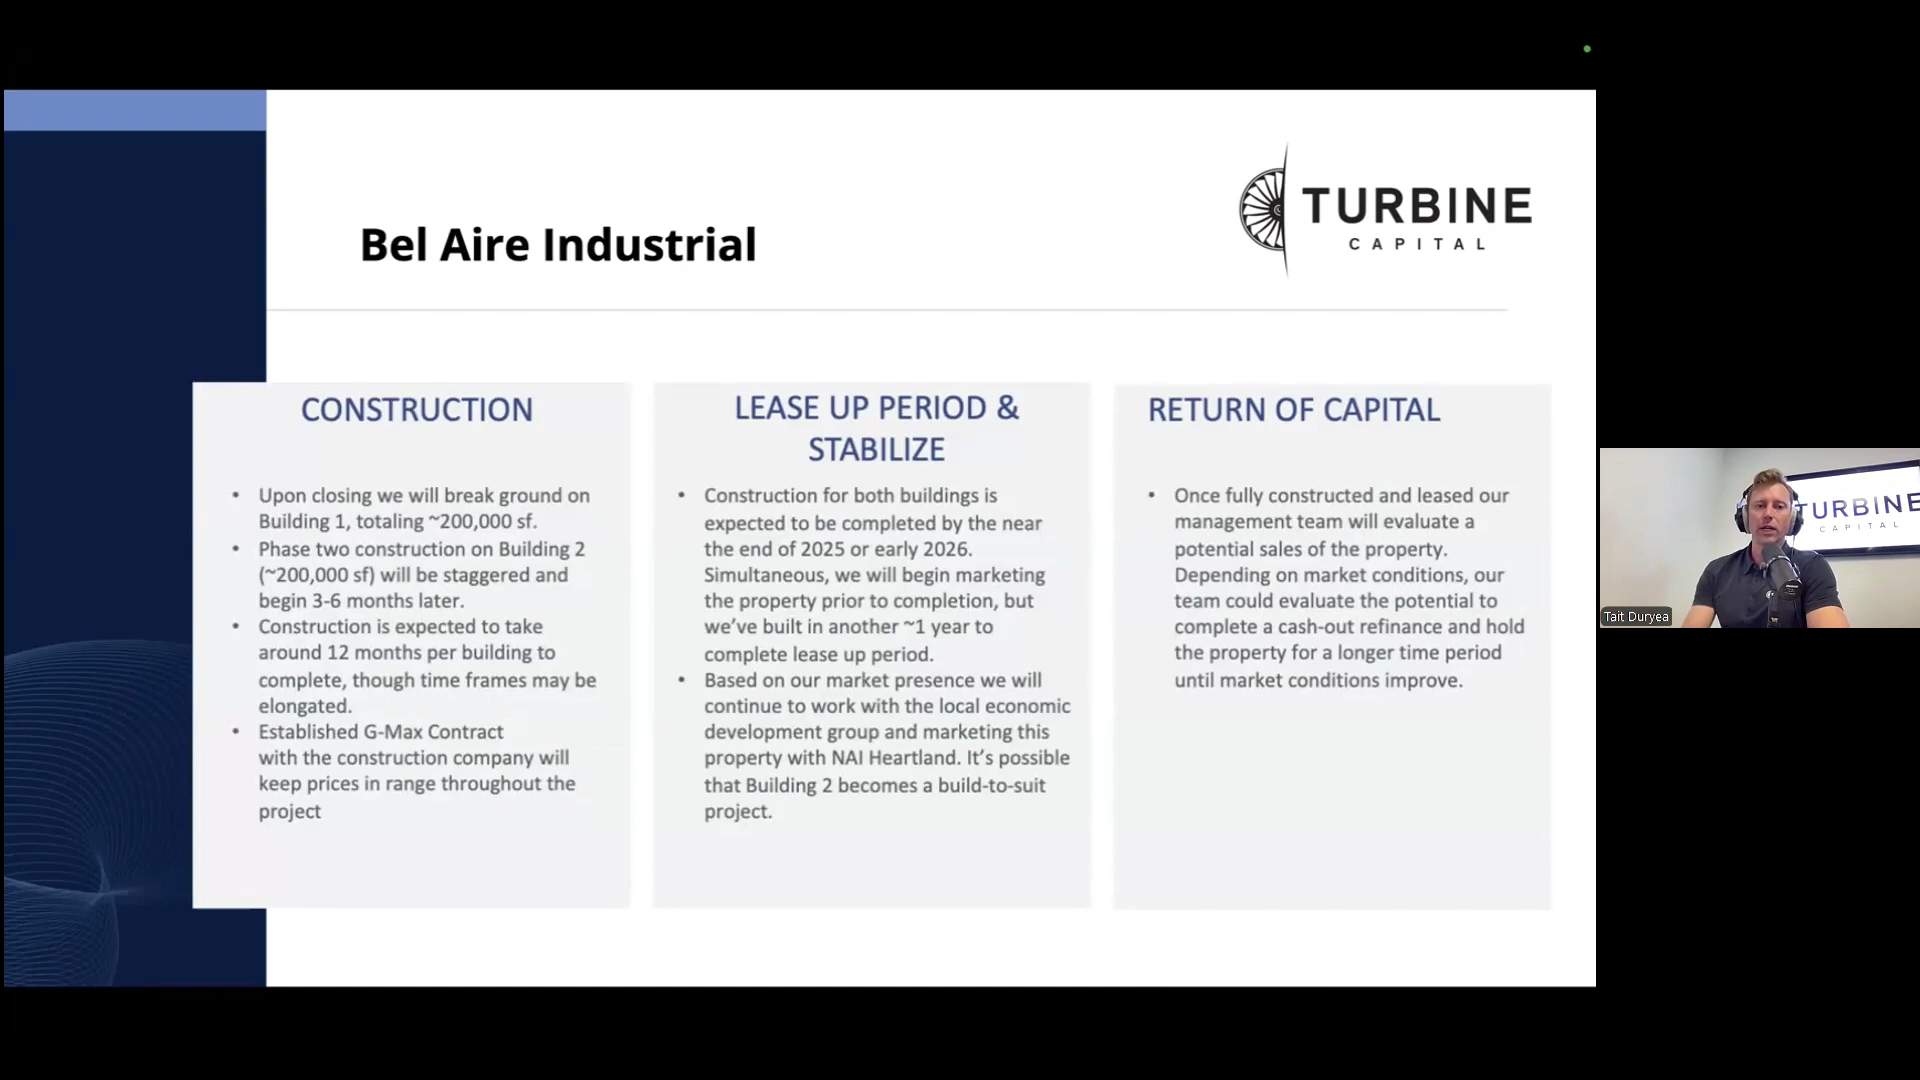 TURBINE
CAPITAL
Bel Aire Industrial
CONSTRUCTION
• Upon closing we will break ground on
Building 1, totaling ~200,000 sf.
• Phase two construction on Building 2
(~200,000 sf) will be staggered and
begin 3-6 months later.
• Construction is expected to take
around 12 months per building to
complete, though time frames may be
elongated.
• Established G-Max Contract
with the construction company will
keep prices in range throughout the
project
LEASE UP PERIOD &
STABILIZE
• Construction for both buildings is
expected to be completed by the near
the end of 2025 or early 2026.
Simultaneous, we will begin marketing
the property prior to completion, but
we’ve built in another ~1 year to
complete lease up period.
• Based on our market presence we will
continue to work with the local economic
development group and marketing this
property with NAI Heartland. It’s possible
that Building 2 becomes a build-to-suit
project.
RETURN OF CAPITAL
• Once fully constructed and leased our
management team will evaluate a
potential sales of the property.
Depending on market conditions, our
team could evaluate the potential to
complete a cash-out refinance and hold
the property for a longer time period
until market conditions improve.
TURBINE
CAPITAL
Tait Duryea